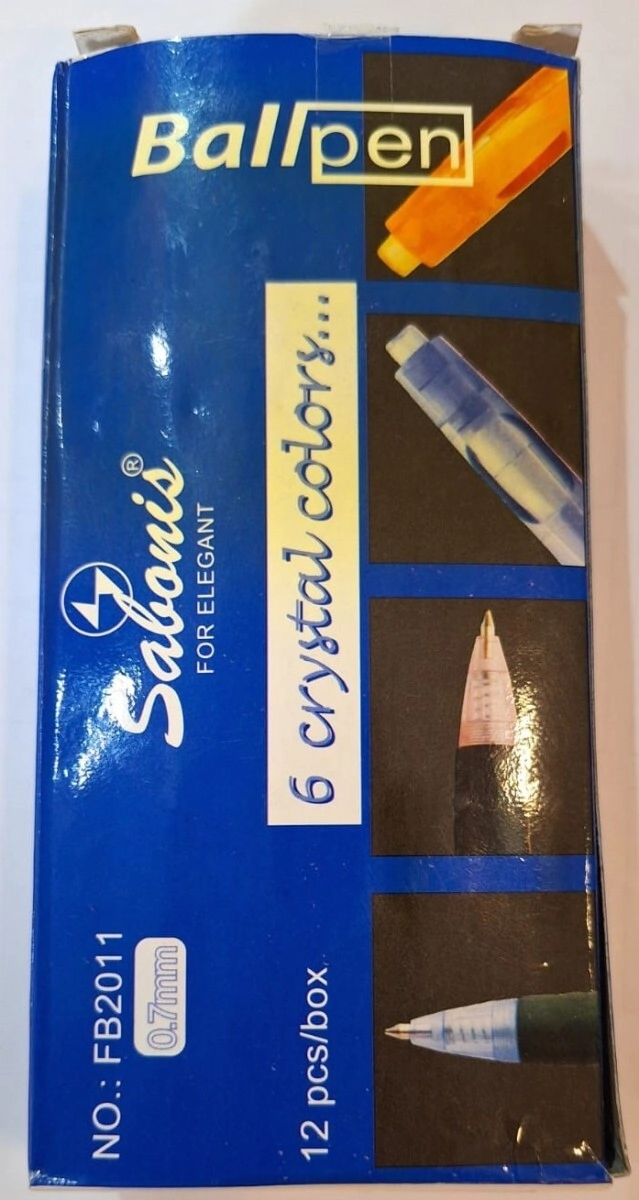 Ballpen
Sabonis®
FOR ELEGANT
6 crystal colors...
NO.: FB2011
0.7mm
12 pcs/box